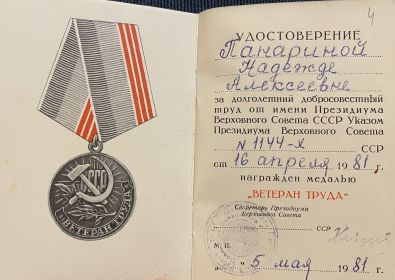 4
СССР
ВЕТЕРАН ТРУДА
УДОСТОВЕРЕНИЕ
Панариной
Надежде
Алексеевне
за долголетний добросовестный
труд от имени Президиума
Верховного Совета СССР Указом
Президиума Верховного Совета
N 1144-X ССР
от 16 апреля 1981 г.
награжден медалью
„ВЕТЕРАН ТРУДА"
Секретарь Президиума
Верховного Совета
ССР
М. П.
„ 5 " мая 1981 г.